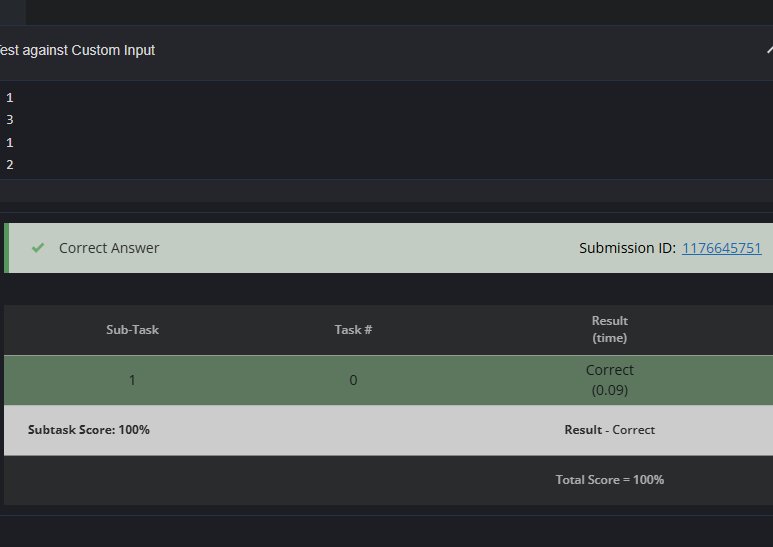 est against Custom Input
1
3
1
2
Correct Answer Submission ID: 1176645751
Sub-Task Task # Result
(time)
1 0 Correct
(0.09)
Subtask Score: 100% Result - Correct
Total Score = 100%